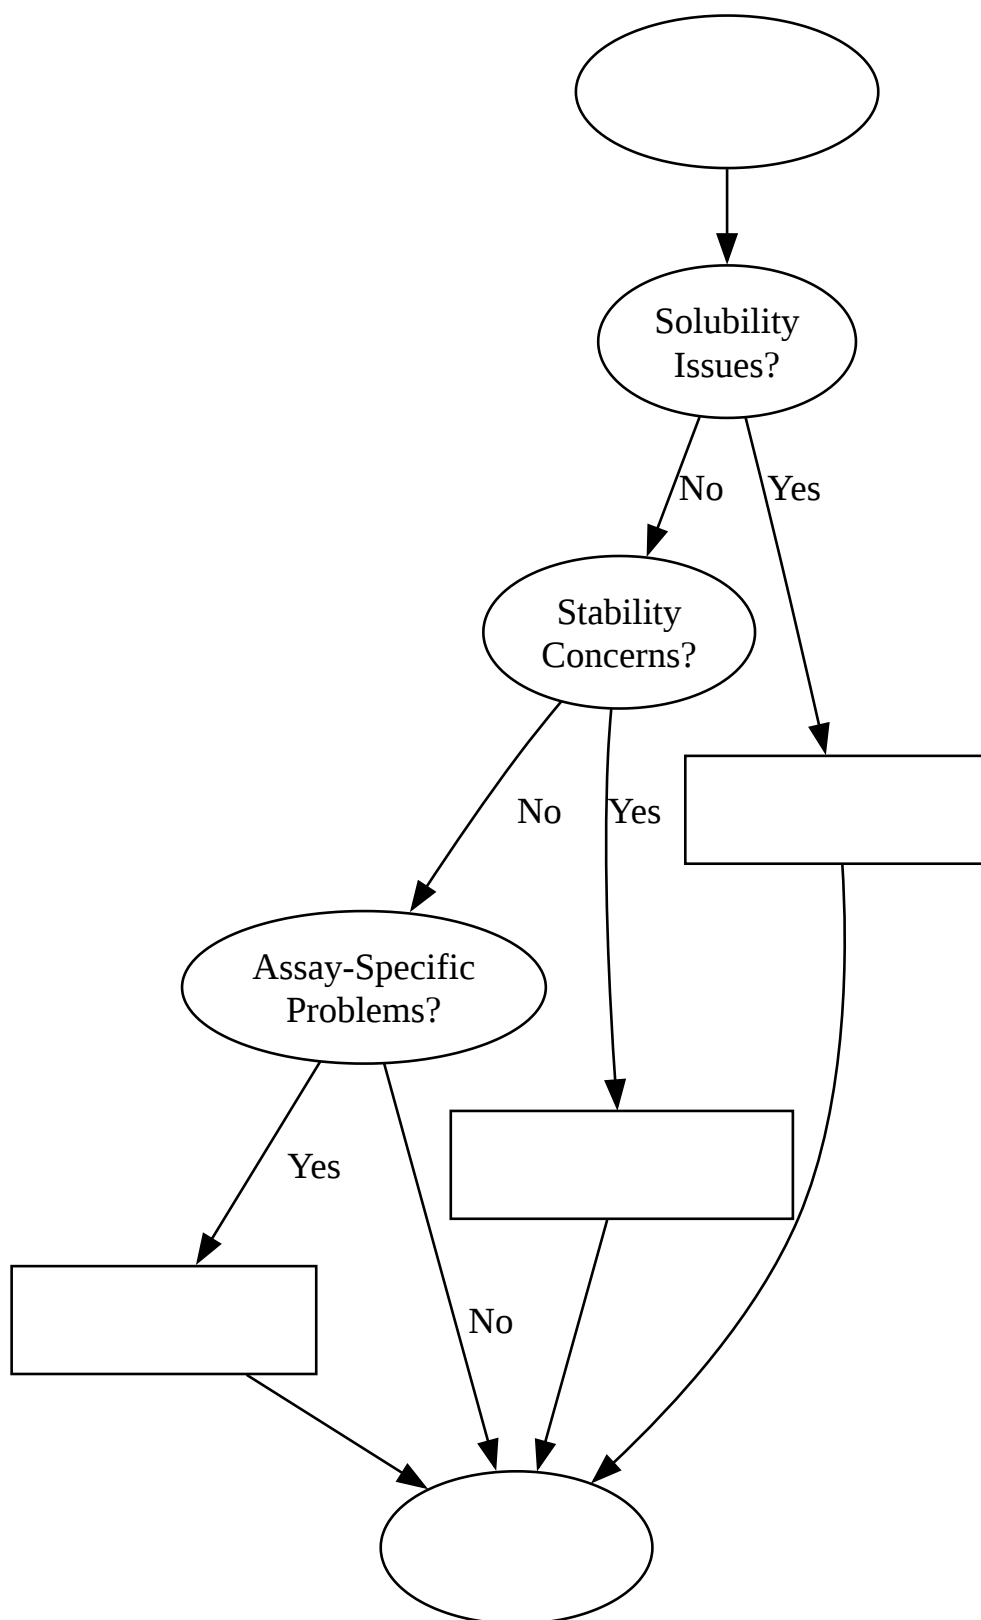 Solubility
Issues?
No
Yes
Stability
Concerns?
No
Yes
Assay-Specific
Problems?
Yes
No